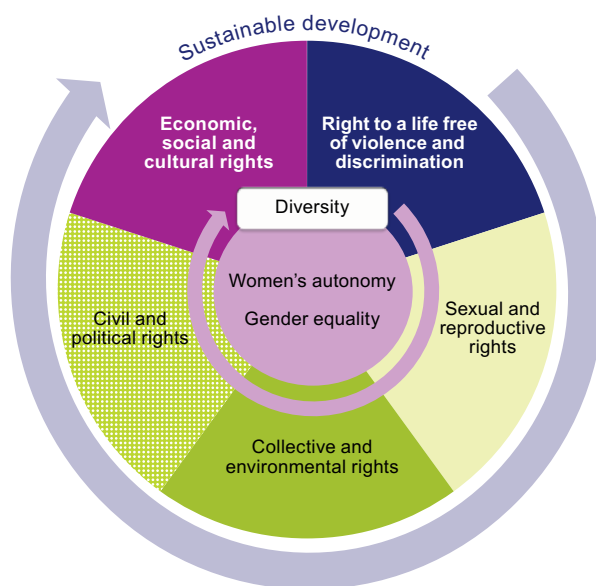 Sustainable development
Economic,
social and
cultural rights
Right to a life free
of violence and
discrimination
Diversity
Women's autonomy
Gender equality
Civil and
political rights
Sexual and
reproductive
rights
Collective and
environmental rights